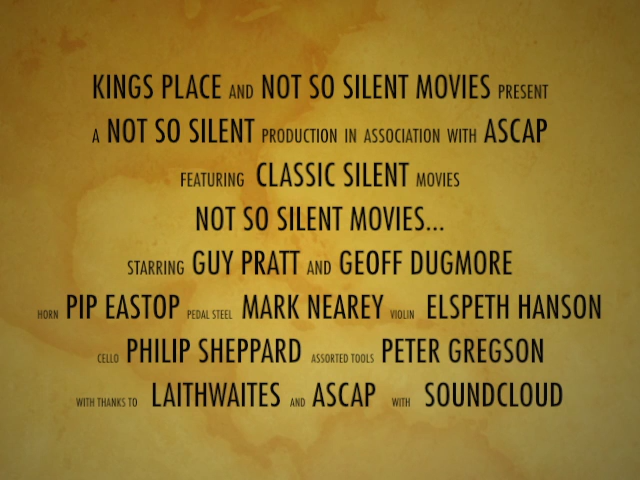 KINGS PLACE AND NOT SO SILENT MOVIES PRESENT
A NOT SO SILENT PRODUCTION IN ASSOCIATION WITH ASCAP
FEATURING CLASSIC SILENT MOVIES
NOT SO SILENT MOVIES...
STARRING GUY PRATT AND GEOFF DUGMORE
HORN PIP EASTOP PEDAL STEEL MARK NEAREY VIOLIN ELSPETH HANSON
CELLO PHILIP SHEPPARD ASSORTED TOOLS PETER GREGSON
WITH THANKS TO LAITHWAITES AND ASCAP WITH SOUNDCLOUD